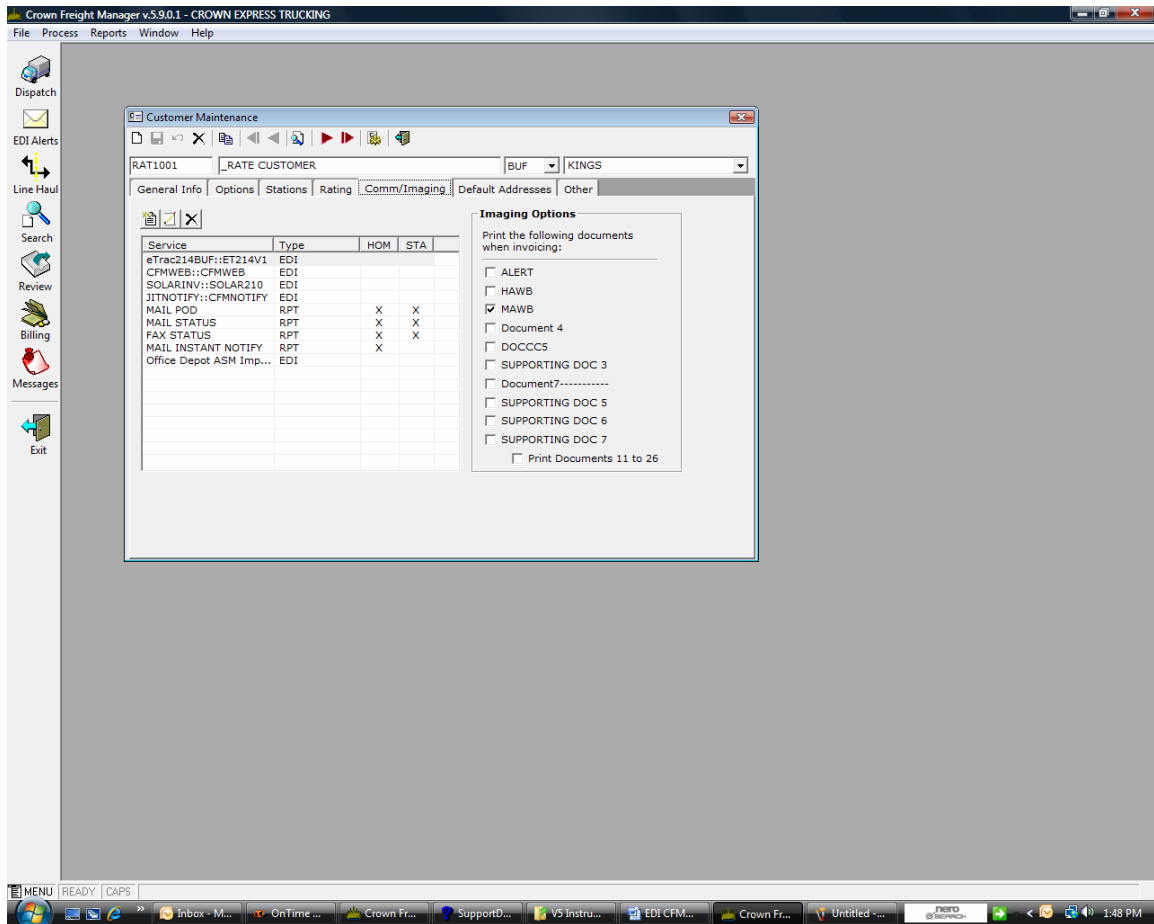 Crown Freight Manager v.5.9.0.1 - CROWN EXPRESS TRUCKING
File Process Reports Window Help
Dispatch
EDI Alerts
Line Haul
Search
Review
Billing
Messages
Exit
Customer Maintenance
RAT1001 _RATE CUSTOMER BUF KINGS
General Info Options Stations Rating Comm/Imaging Default Addresses Other
Service Type HOM STA
eTrac214BUF::ET214V1 EDI
CFMWEB::CFMWEB EDI
SOLARINV::SOLAR210 EDI
JITNOTIFY::CFMNOTIFY EDI
MAIL POD RPT X X
MAIL STATUS RPT X X
FAX STATUS RPT X X
MAIL INSTANT NOTIFY RPT X
Office Depot ASM Imp... EDI
Imaging Options
Print the following documents
when invoicing:
ALERT
HAWB
MAWB
Document 4
DOCCC5
SUPPORTING DOC 3
Document7-----------
SUPPORTING DOC 5
SUPPORTING DOC 6
SUPPORTING DOC 7
Print Documents 11 to 26
MENU READY CAPS
Inbox - M... OnTime ... Crown Fr... SupportD... V5 Instru... EDI CFM... Crown Fr... Untitled -... nero SEARCH 1:48 PM